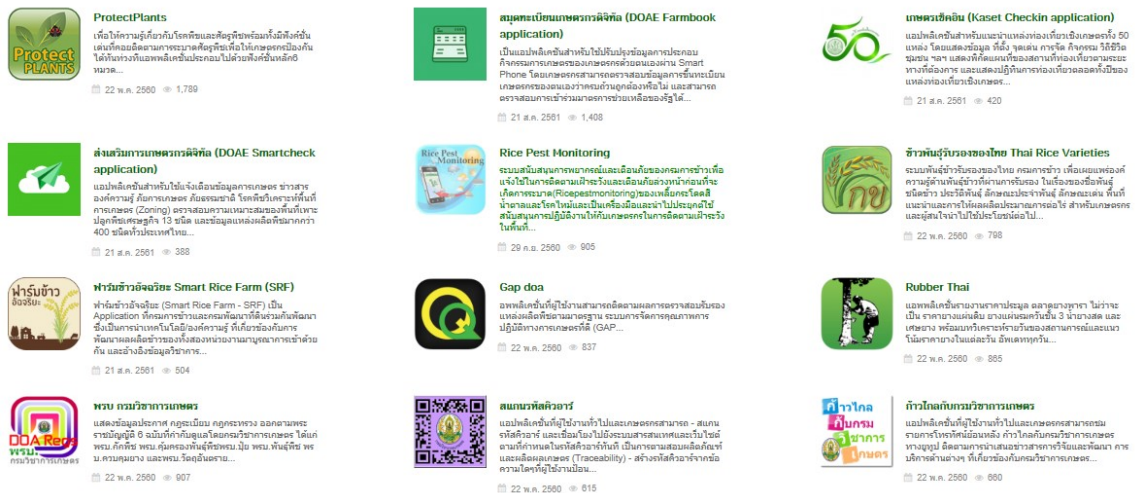 Protect
PLANTS
ProtectPlants
เพื่อให้ความรู้เกี่ยวกับโรคพืชและศัตรูพืชพร้อมทั้งมีฟังค์ชั่น
เด่นที่คอยติดตามการระบาดศัตรูพืชเพื่อให้เกษตรกรป้องกัน
ได้ทันท่วงทีแอพพลิเคชั่นประกอบไปด้วยฟังค์ชั่นหลัก6
หมวด...
22 พ.ค. 2560 1,789
สมุดทะเบียนเกษตรกรดิจิทัล (DOAE Farmbook
application)
เป็นแอปพลิเคชันสำหรับใช้ปรับปรุงข้อมูลการประกอบ
กิจกรรมการเกษตรของเกษตรกรด้วยตนเองผ่าน Smart
Phone โดยเกษตรกรสามารถตรวจสอบข้อมูลการขึ้นทะเบียน
เกษตรกรของตนเองว่าครบถ้วนถูกต้องหรือไม่ และสามารถ
ตรวจสอบการเข้าร่วมมาตรการช่วยเหลือของรัฐได้...
21 ส.ค. 2561 1,408
50
เกษตรเช็คอิน (Kaset Checkin application)
แอปพลิเคชันสำหรับแนะนำแหล่งท่องเที่ยวเชิงเกษตรทั้ง 50
แหล่ง โดยแสดงข้อมูล ที่ตั้ง จุดเด่น การจัด กิจกรรม วิถีชีวิต
ชุมชน ฯลฯ แสดงพิกัดแผนที่ของสถานที่ท่องเที่ยวตามระยะ
ทางที่ต้องการ และแสดงปฏิทินการท่องเที่ยวตลอดทั้งปีของ
แหล่งท่องเที่ยวเชิงเกษตร...
21 ส.ค. 2561 420
ส่งเสริมการเกษตรกรดิจิทัล (DOAE Smartcheck
application)
แอปพลิเคชันสำหรับใช้แจ้งเตือนข้อมูลการเกษตร ข่าวสาร
องค์ความรู้ ภัยการเกษตร ภัยธรรมชาติ โรคพืชวิเคราะห์พื้นที่
การเกษตร (Zoning) ตรวจสอบความเหมาะสมของพื้นที่เพาะ
ปลูกพืชเศรษฐกิจ 13 ชนิด และข้อมูลแหล่งผลิตพืชมากกว่า
400 ชนิดทั่วประเทศไทย...
21 ส.ค. 2561 388
Rice Pest
Monitoring
Rice Pest Monitoring
ระบบสนับสนุนการพยากรณ์และเตือนภัยของกรมการข้าวเพื่อ
แจ้งใช้ในการติดตามเฝ้าระวังและเตือนภัยล่วงหน้าก่อนที่จะ
เกิดการระบาด(Ricepestmonitoring)ของเพลี้ยกระโดดสี
น้ำตาลและโรคไหม้และเป็นเครื่องมือและนำไปประยุกต์ใช้
สนับสนุนการปฏิบัติงานให้กับเกษตรกรในการติดตามเฝ้าระวัง
ในพื้นที่...
29 ก.ย. 2560 905
กข
ข้าวพันธุ์รับรองของไทย Thai Rice Varieties
ระบบพันธุ์ข้าวรับรองของไทย กรมการข้าว เพื่อเผยแพร่องค์
ความรู้ด้านพันธุ์ข้าวที่ผ่านการรับรอง ในเรื่องของชื่อพันธุ์
ชนิดข้าว ประวัติพันธุ์ ลักษณะประจำพันธุ์ ลักษณะเด่น พื้นที่
แนะนำและการให้ผลผลิตประมาณการต่อไร่ สำหรับเกษตรกร
และผู้สนใจนำไปใช้ประโยชน์ต่อไป...
22 พ.ค. 2560 798
ฟาร์มข้าว
อัจฉริยะ
ฟาร์มข้าวอัจฉริยะ Smart Rice Farm (SRF)
ฟาร์มข้าวอัจฉริยะ (Smart Rice Farm - SRF) เป็น
Application ที่กรมการข้าวและกรมพัฒนาที่ดินร่วมกันพัฒนา
ซึ่งเป็นการนำเทคโนโลยีองค์ความรู้ ที่เกี่ยวข้องกับการ
พัฒนาผลผลิตข้าวของทั้งสองหน่วยงานมาบูรณาการเข้าด้วย
กัน และอ้างอิงข้อมูลวิชาการ...
21 ส.ค. 2561 504
Gap doa
อพพลิเคชั่นที่ผู้ใช้งานสามารถติดตามผลการตรวจสอบรับรอง
แหล่งผลิตพืชตามมาตรฐาน ระบบการจัดการคุณภาพการ
ปฏิบัติทางการเกษตรที่ดี (GAP...
22 พ.ค. 2560 837
Rubber Thai
แอพพลิเคชั่นรายงานราคาประมูล ตลาดยางพารา ไม่ว่าจะ
เป็น ราคายางแผ่นดิบ ยางแผ่นรมควันชั้น 3 น้ำยางสด และ
เศษยาง พร้อมบทวิเคราะห์รายวันของสถานการณ์และแนว
โน้มราคายางในแต่ละวัน อัพเดททุกวัน...
22 พ.ค. 2560 865
DOA Regs
พรบ.
กรมวิชาการเกษตร
พรบ กรมวิชาการเกษตร
แสดงข้อมูลประกาศ กฎระเบียบ กฎกระทรวง ออกตามพระ
ราชบัญญัติ 6 ฉบับที่กำกับดูแลโดยกรมวิชาการเกษตร ได้แก่
พรบ.กักพืช พรบ.คุ้มครองพันธุ์พืชพรบ.ปุ๋ย พรบ.พันธุ์พืช พร
บ.ควบคุมยาง และพรบ.วัตถุอันตราย...
22 พ.ค. 2560 907
สแกนรหัสคิวอาร์
แอปพลิเคชั่นที่ผู้ใช้งานทั่วไปและเกษตรกรสามารถ - สแกน
รหัสคิวอาร์ และเชื่อมโยงไปยังระบบสารสนเทศและเว็บไซต์
ตามที่กำหนดในรหัสคิวอาร์ทันที เป็นการตามสอบผลิตภัณฑ์
และผลิตผลเกษตร (Traceability) - สร้างรหัสคิวอาร์จากข้อ
ความใดๆที่ผู้ใช้งานป้อน...
22 พ.ค. 2560 615
ก้าวไกล
กับกรม
วิชาการ
เกษตร
ก้าวไกลกับกรมวิชาการเกษตร
แอปพลิเคชั่นที่ผู้ใช้งานทั่วไปและเกษตรกรสามารถชม
รายการโทรทัศน์ย้อนหลัง ก้าวไกลกับกรมวิชาการเกษตร
ทางยูทูป ติดตามการนำเสนอข่าวสารการวิจัยและพัฒนา การ
บริการด้านต่างๆ ที่เกี่ยวข้องกับกรมวิชาการเกษตร...
22 พ.ค. 2560 660